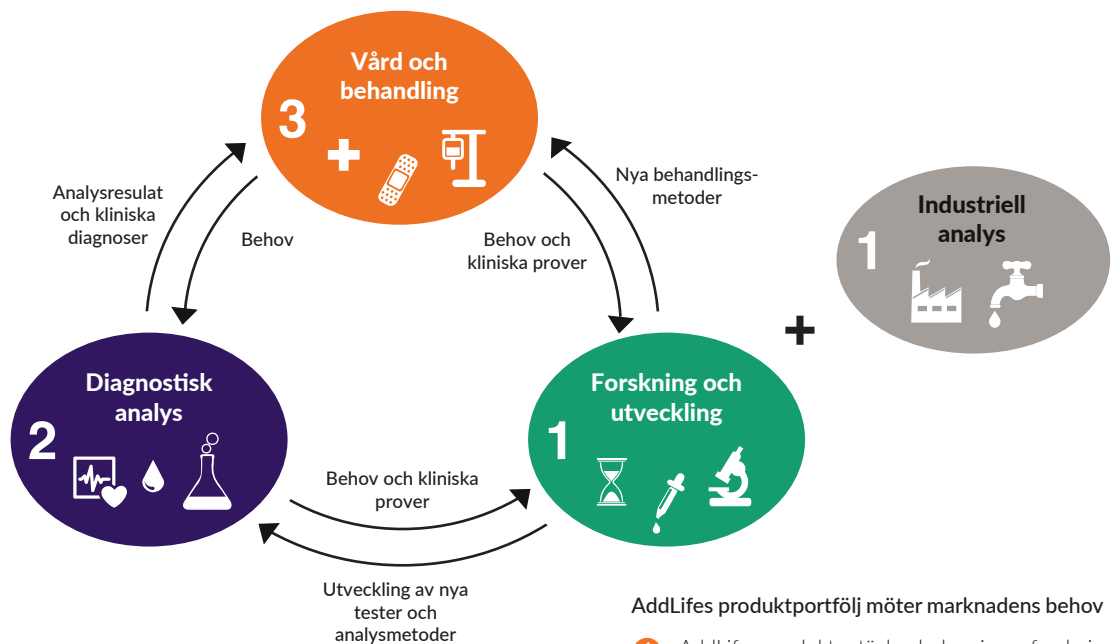 Vård och
behandling
3
Analysresulat
och kliniska
diagnoser
Behov
Behov och
kliniska prover
Nya behandlings-
metoder
Industriell
analys
1
Diagnostisk
analys
2
Forskning och
utveckling
1
Behov och kliniska
prover
Utveckling av nya
tester och
analysmetoder
AddLifes produktportfölj möter marknadens behov